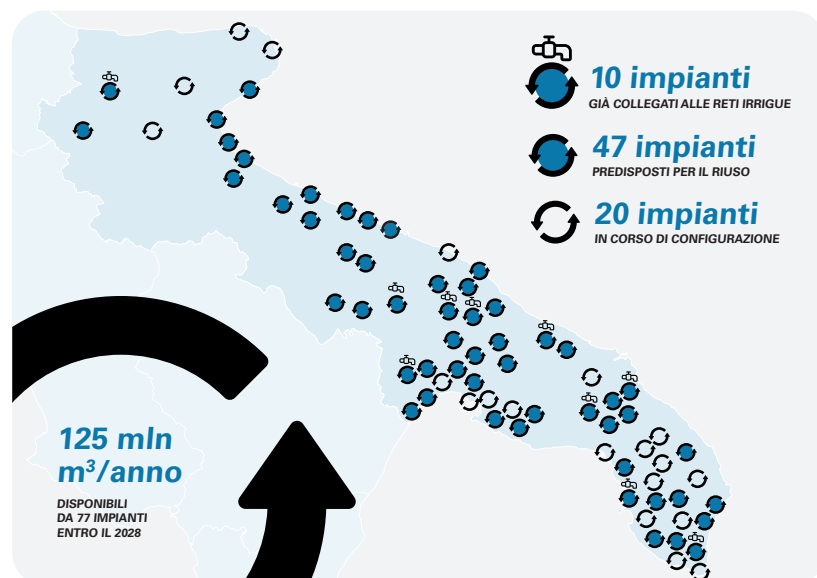 10 impianti
GIÀ COLLEGATI ALLE RETI IRRIGUE
47 impianti
PREDISPOSTI PER IL RIUSO
20 impianti
IN CORSO DI CONFIGURAZIONE
125 mln
m³/anno
DISPONIBILI
DA 77 IMPIANTI
ENTRO IL 2028